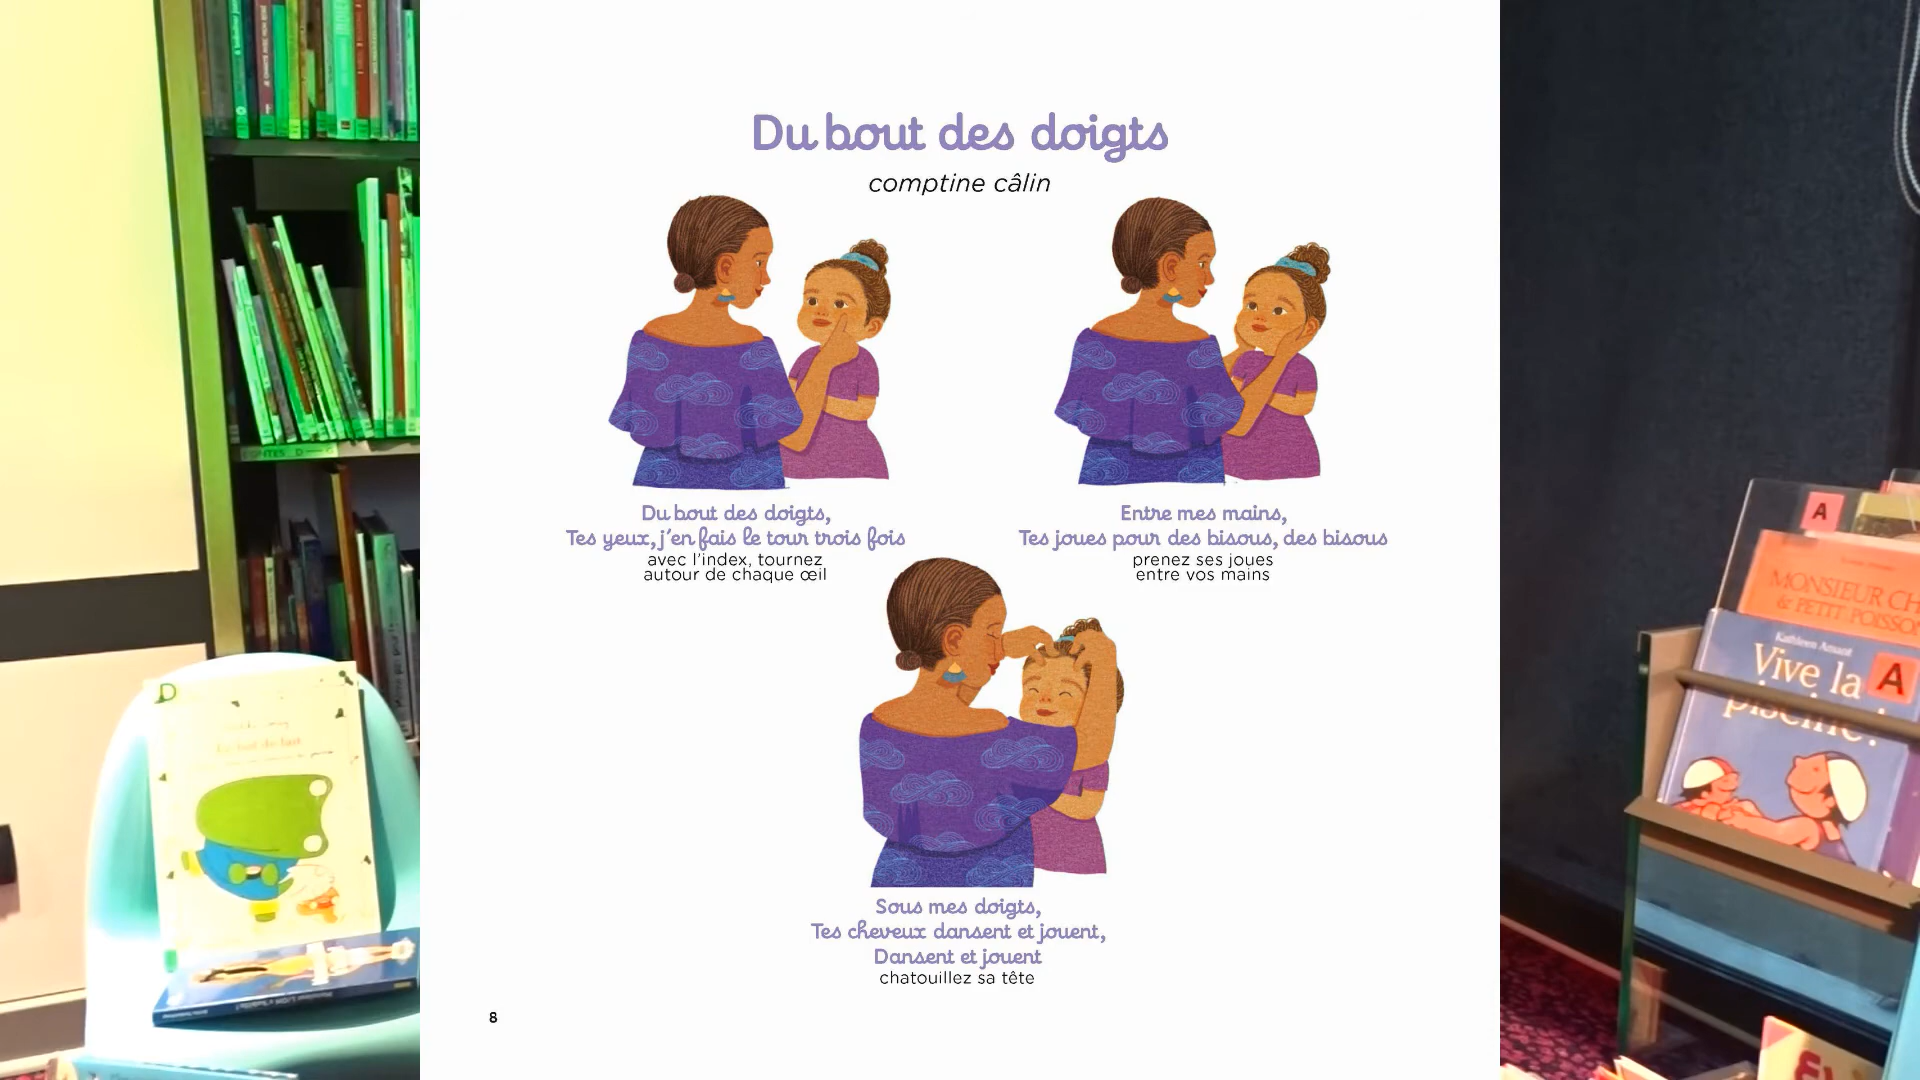 Du bout des doigts
comptine câlin
Du bout des doigts,
Tes yeux, j'en fais le tour trois fois
avec l'index, tournez
autour de chaque œil
Entre mes mains,
Tes joues pour des bisous, des bisous
prenez ses joues
entre vos mains
Sous mes doigts,
Tes cheveux dansent et jouent,
Dansent et jouent
chatouillez sa tête
8
CONTES D
D
A
MONSIEUR CH
& PETIT POISSO
Kathleen Amant
Vive la
piscine!
A